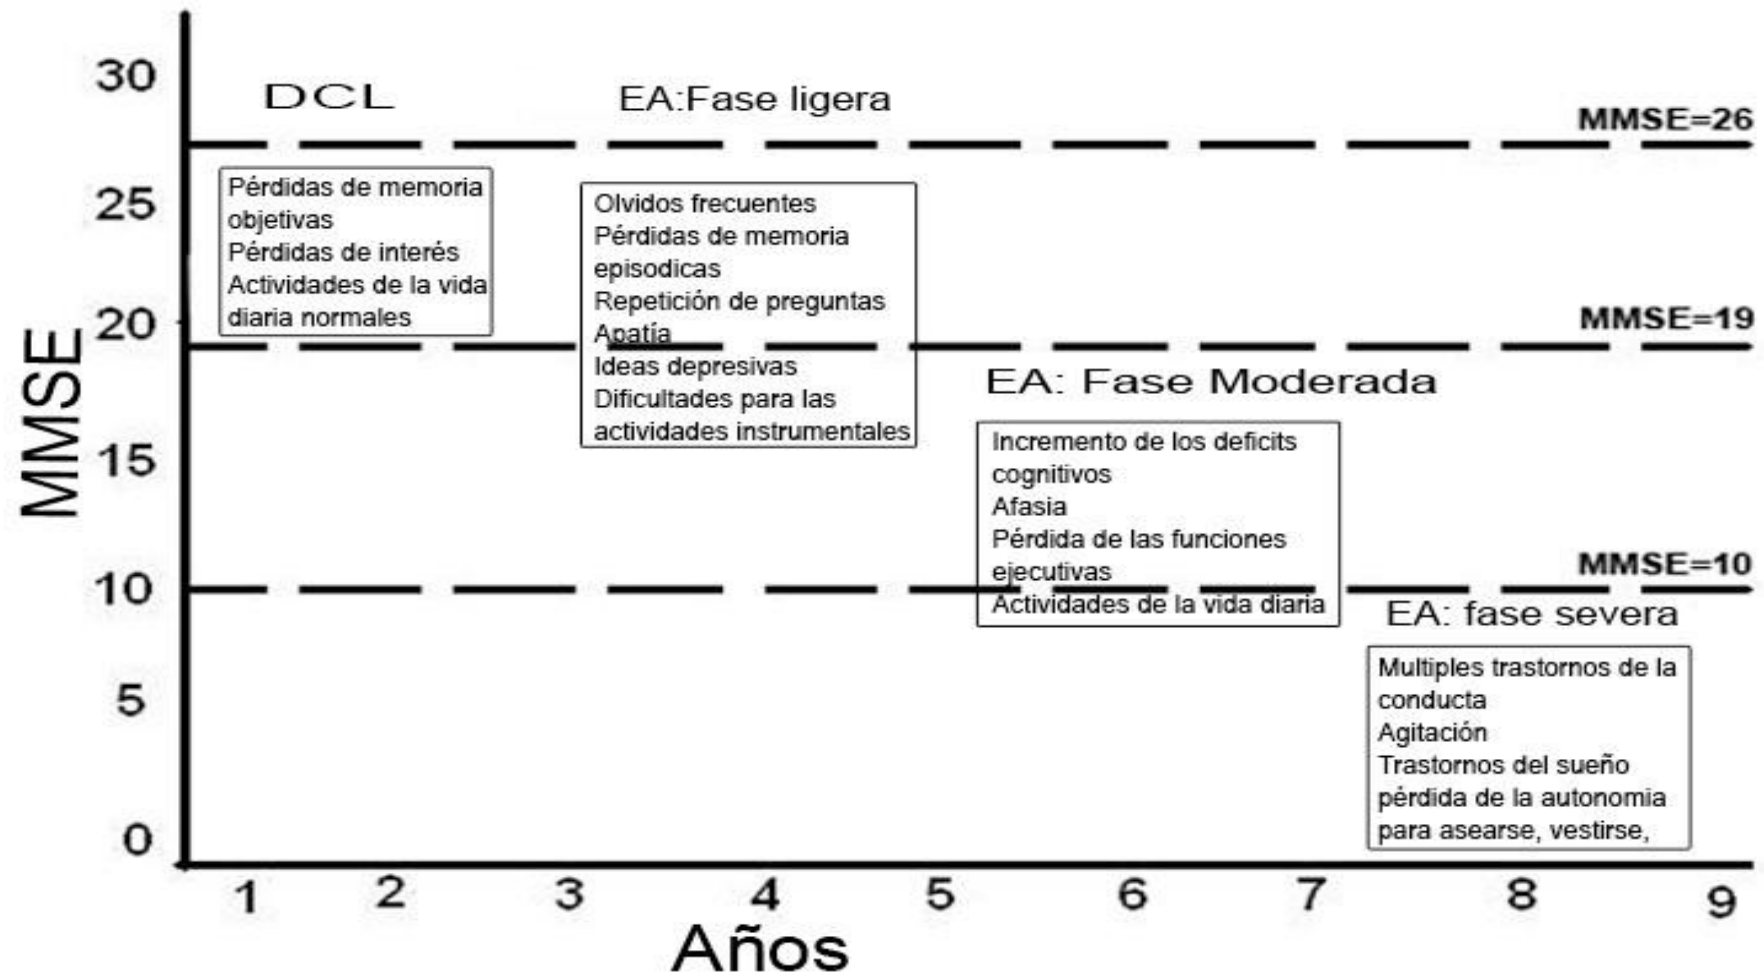 30
DCL
EA:Fase ligera
MMSE=26
Pérdidas de memoria
objetivas
Pérdidas de interés
Actividades de la vida
diaria normales
25
Olvidos frecuentes
Pérdidas de memoria
episodicas
Repetición de preguntas
Apatía
Ideas depresivas
Dificultades para las
actividades instrumentales
20
MMSE=19
MMSE
EA: Fase Moderada
15
Incremento de los deficits
cognitivos
Afasia
Pérdida de las funciones
ejecutivas
Actividades de la vida diaria
10
MMSE=10
EA: fase severa
5
Multiples trastornos de la
conducta
Agitación
Trastornos del sueño
pérdida de la autonomia
para asearse, vestirse,
0
1 2 3 4 5 6 7 8 9
Años